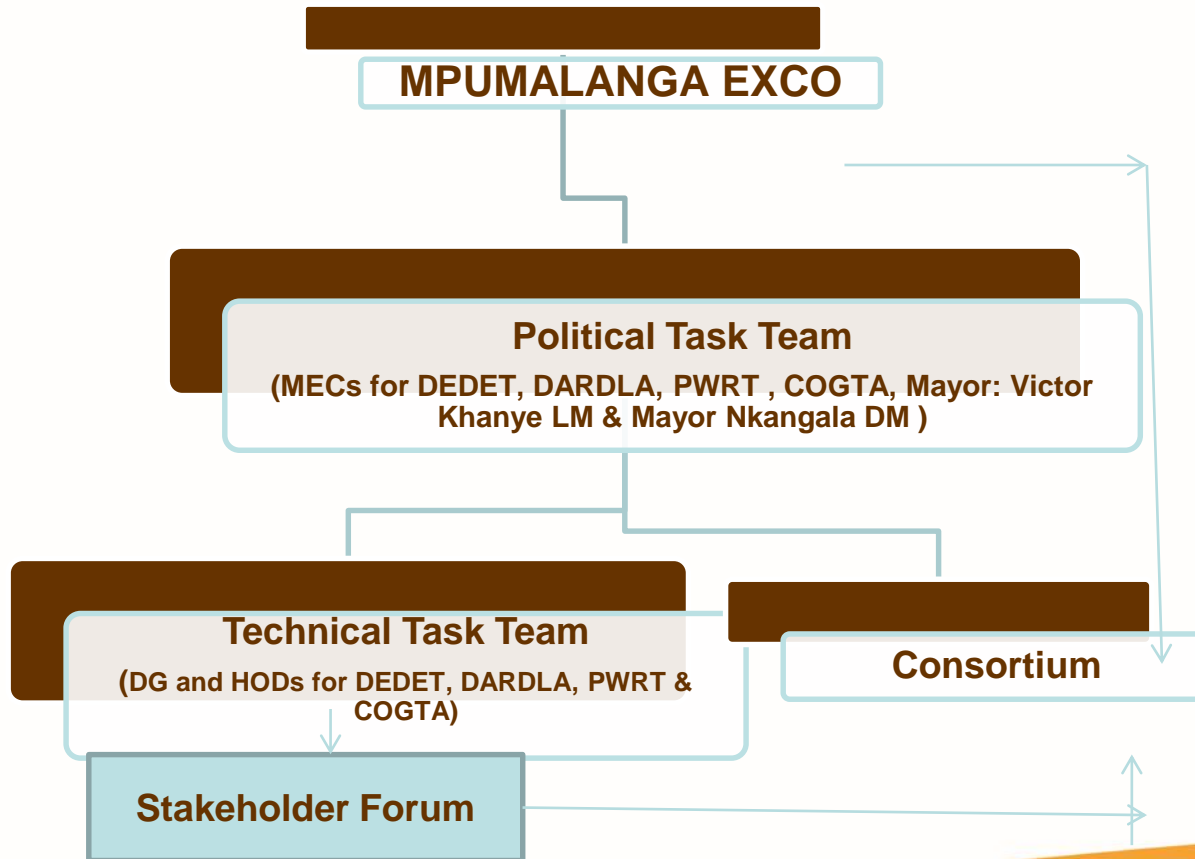 MPUMALANGA EXCO
Political Task Team
(MECs for DEDET, DARDLA, PWRT , COGTA, Mayor: Victor
Khanye LM & Mayor Nkangala DM )
Technical Task Team
(DG and HODs for DEDET, DARDLA, PWRT &
COGTA)
Consortium
Stakeholder Forum